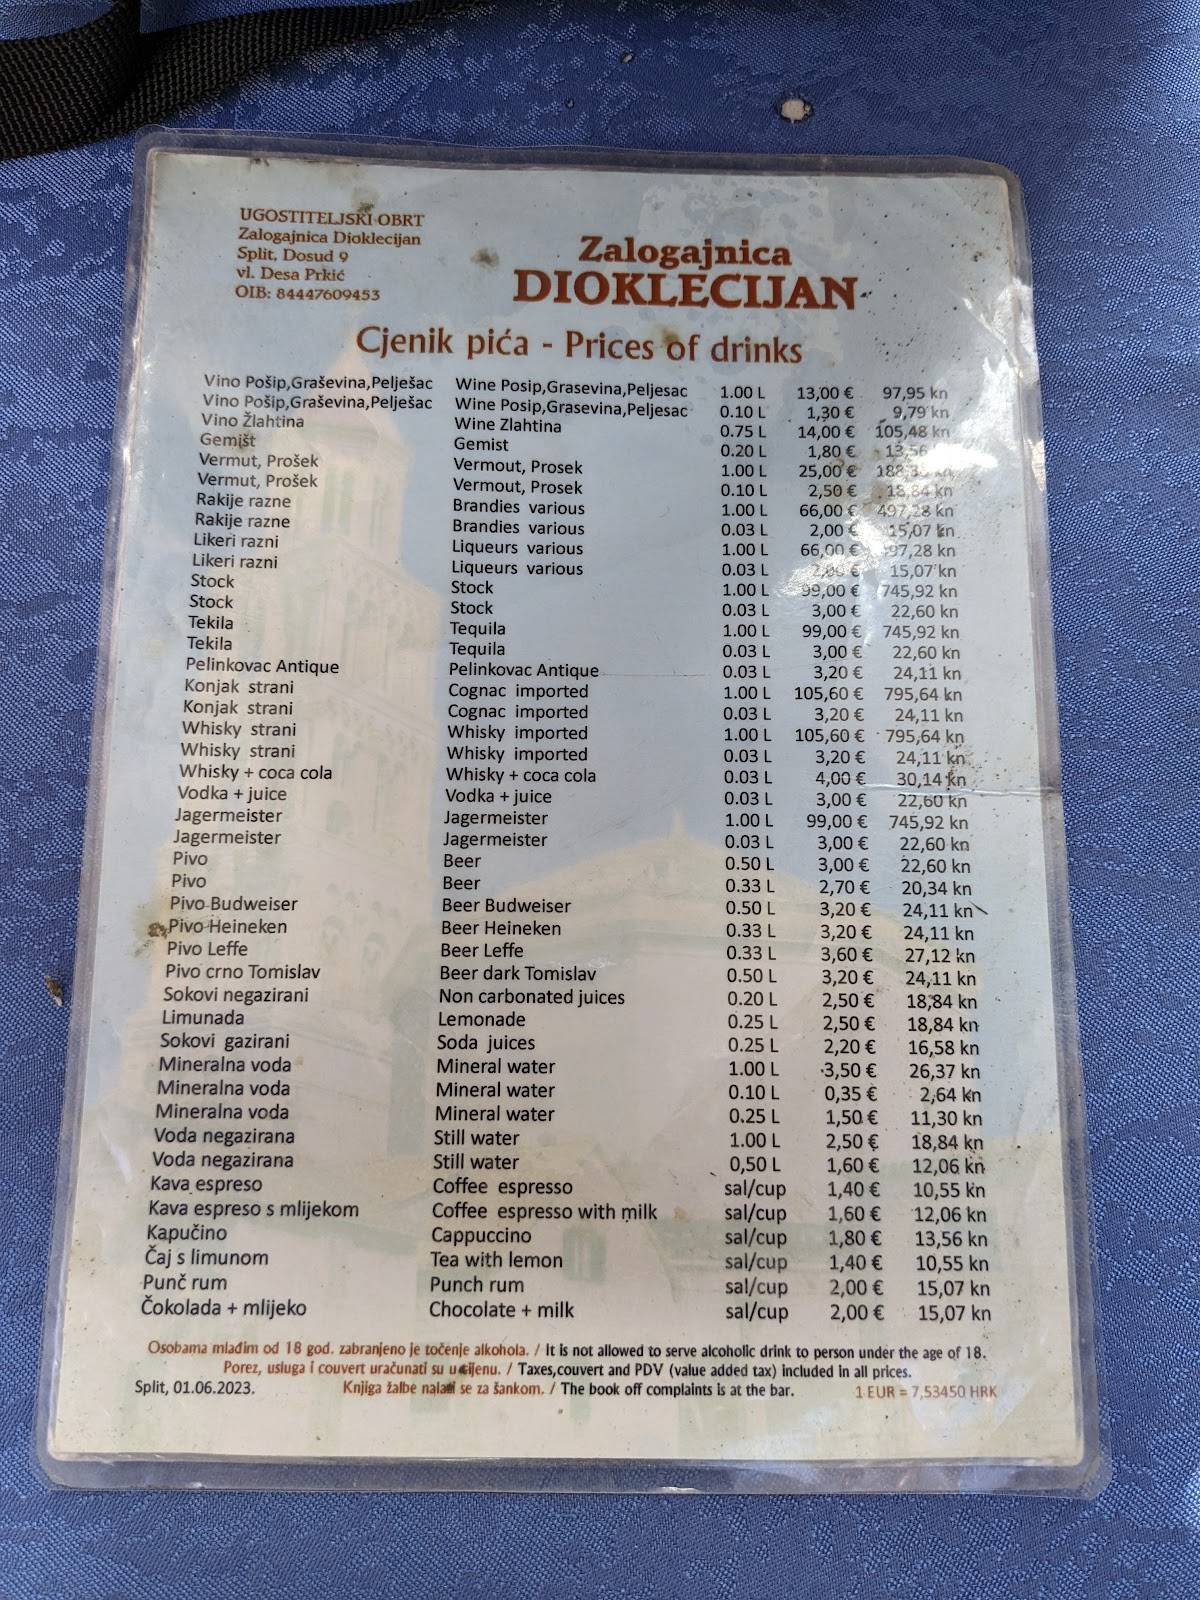 UGOSTITELJSKI OBRT
Zalogajnica Dioklecijan
Split, Dosud 9
vl. Desa Prkić
OIB: 84447609453
Zalogajnica
DIOKLECIJAN
Cjenik pića - Prices of drinks
Vino Pošip,Graševina,Pelješac Wine Posip,Grasevina,Peljesac 1.00 L 13,00 € 97,95 kn
Vino Pošip,Graševina,Pelješac Wine Posip,Grasevina,Peljesac 0.10 L 1,30 € 9,79 kn
Vino Žlahtina Wine Zlahtina 0.75 L 14,00 € 105,48 kn
Gemišt Gemist 0.20 L 1,80 € 13,56
Vermut, Prošek Vermout, Prosek 1.00 L 25,00 €
Vermut, Prošek Vermout, Prosek 0.10 L 2,50 € 18,84 kn
Rakije razne Brandies various 1.00 L 66,00 € 497,28 kn
Rakije razne Brandies various 0.03 L 2,00 € 15,07 kn
Likeri razni Liqueurs various 1.00 L 66,00 € 497,28 kn
Likeri razni Liqueurs various 0.03 L 2,00 € 15,07 kn
Stock Stock 1.00 L 99,00 € 745,92 kn
Stock Stock 0.03 L 3,00 € 22,60 kn
Tekila Tequila 1.00 L 99,00 € 745,92 kn
Tekila Tequila 0.03 L 3,00 € 22,60 kn
Pelinkovac Antique Pelinkovac Antique 0.03 L 3,20 € 24,11 kn
Konjak strani Cognac imported 1.00 L 105,60 € 795,64 kn
Konjak strani Cognac imported 0.03 L 3,20 € 24,11 kn
Whisky strani Whisky imported 1.00 L 105,60 € 795,64 kn
Whisky strani Whisky imported 0.03 L 3,20 € 24,11 kn
Whisky + coca cola Whisky + coca cola 0.03 L 4,00 € 30,14 kn
Vodka + juice Vodka + juice 0.03 L 3,00 € 22,60 kn
Jagermeister Jagermeister 1.00 L 99,00 € 745,92 kn
Jagermeister Jagermeister 0.03 L 3,00 € 22,60 kn
Pivo Beer 0.50 L 3,00 € 22,60 kn
Pivo Beer 0.33 L 2,70 € 20,34 kn
Pivo Budweiser Beer Budweiser 0.50 L 3,20 € 24,11 kn
Pivo Heineken Beer Heineken 0.33 L 3,20 € 24,11 kn
Pivo Leffe Beer Leffe 0.33 L 3,60 € 27,12 kn
Pivo crno Tomislav Beer dark Tomislav 0.50 L 3,20 € 24,11 kn
Sokovi negazirani Non carbonated juices 0.20 L 2,50 € 18,84 kn
Limunada Lemonade 0.25 L 2,50 € 18,84 kn
Sokovi gazirani Soda juices 0.25 L 2,20 € 16,58 kn
Mineralna voda Mineral water 1.00 L 3,50 € 26,37 kn
Mineralna voda Mineral water 0.10 L 0,35 € 2,64 kn
Mineralna voda Mineral water 0.25 L 1,50 € 11,30 kn
Voda negazirana Still water 1.00 L 2,50 € 18,84 kn
Voda negazirana Still water 0,50 L 1,60 € 12,06 kn
Kava espreso Coffee espresso sal/cup 1,40 € 10,55 kn
Kava espreso s mlijekom Coffee espresso with milk sal/cup 1,60 € 12,06 kn
Kapučino Cappuccino sal/cup 1,80 € 13,56 kn
Čaj s limunom Tea with lemon sal/cup 1,40 € 10,55 kn
Punč rum Punch rum sal/cup 2,00 € 15,07 kn
Čokolada + mlijeko Chocolate + milk sal/cup 2,00 € 15,07 kn
Osobama mlađim od 18 god. zabranjeno je točenje alkohola. / It is not allowed to serve alcoholic drink to person under the age of 18.
Porez, usluga i couvert uračunati su u cijenu. / Taxes,couvert and PDV (value added tax) included in all prices.
Split, 01.06.2023. Knjiga žalbe nalazi se za šankom. / The book off complaints is at the bar. 1 EUR = 7,53450 HRK